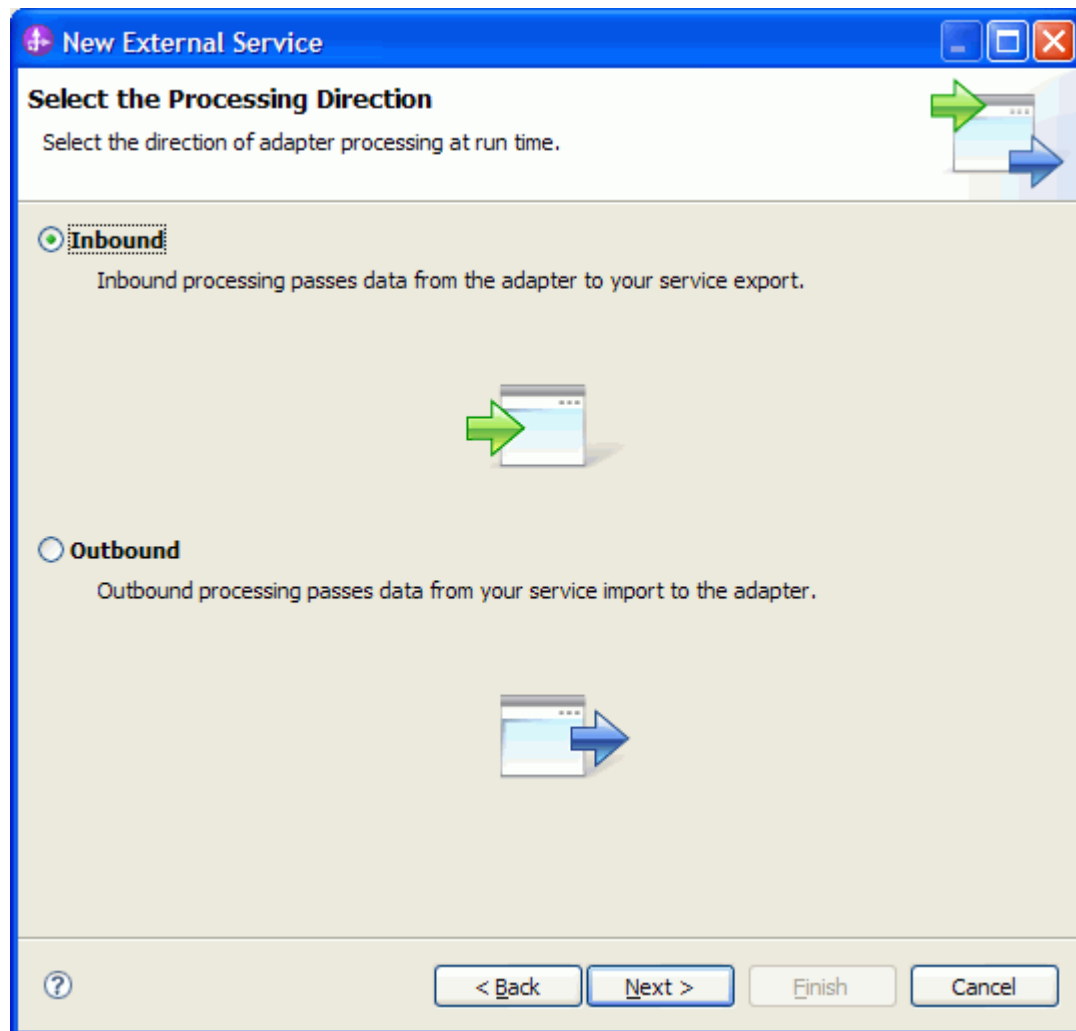 New External Service
Select the Processing Direction
Select the direction of adapter processing at run time.
Inbound
Inbound processing passes data from the adapter to your service export.
Outbound
Outbound processing passes data from your service import to the adapter.
? < Back Next > Finish Cancel